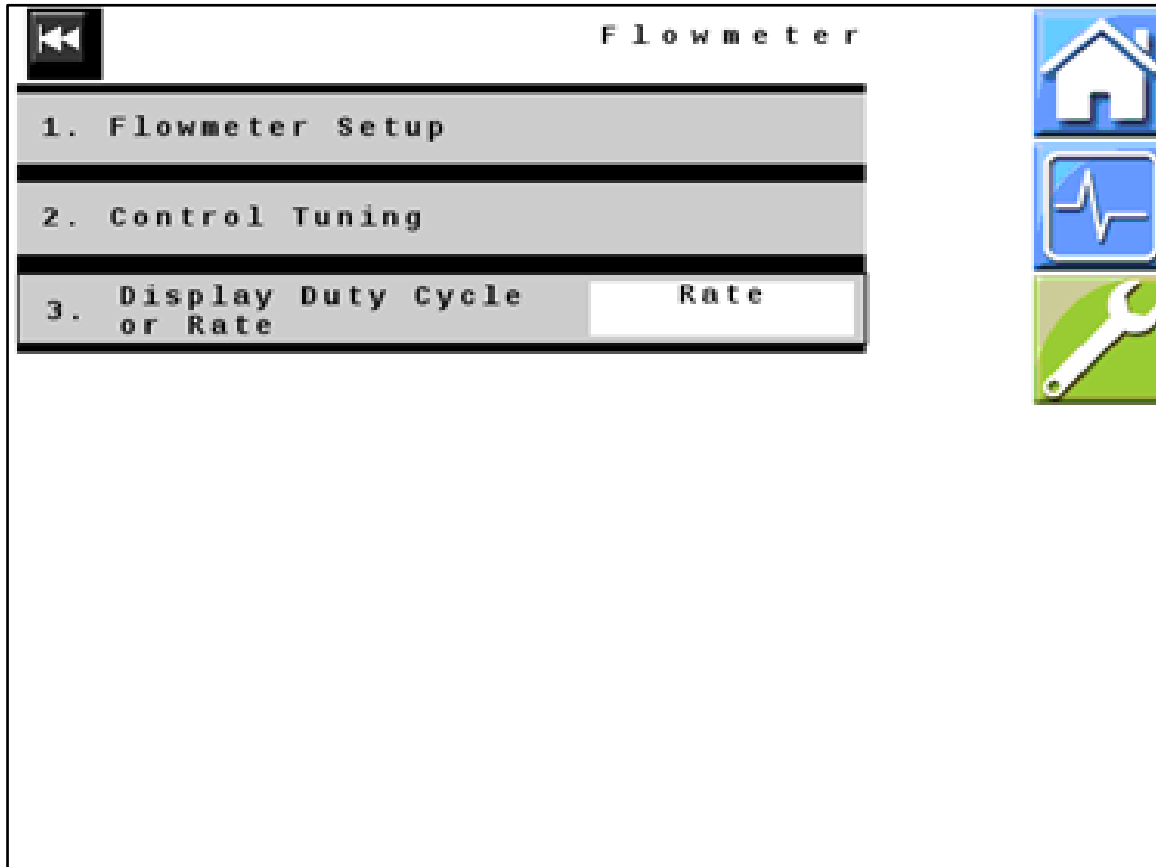 Flowmeter
1. Flowmeter Setup
2. Control Tuning
3. Display Duty Cycle
or Rate
Rate